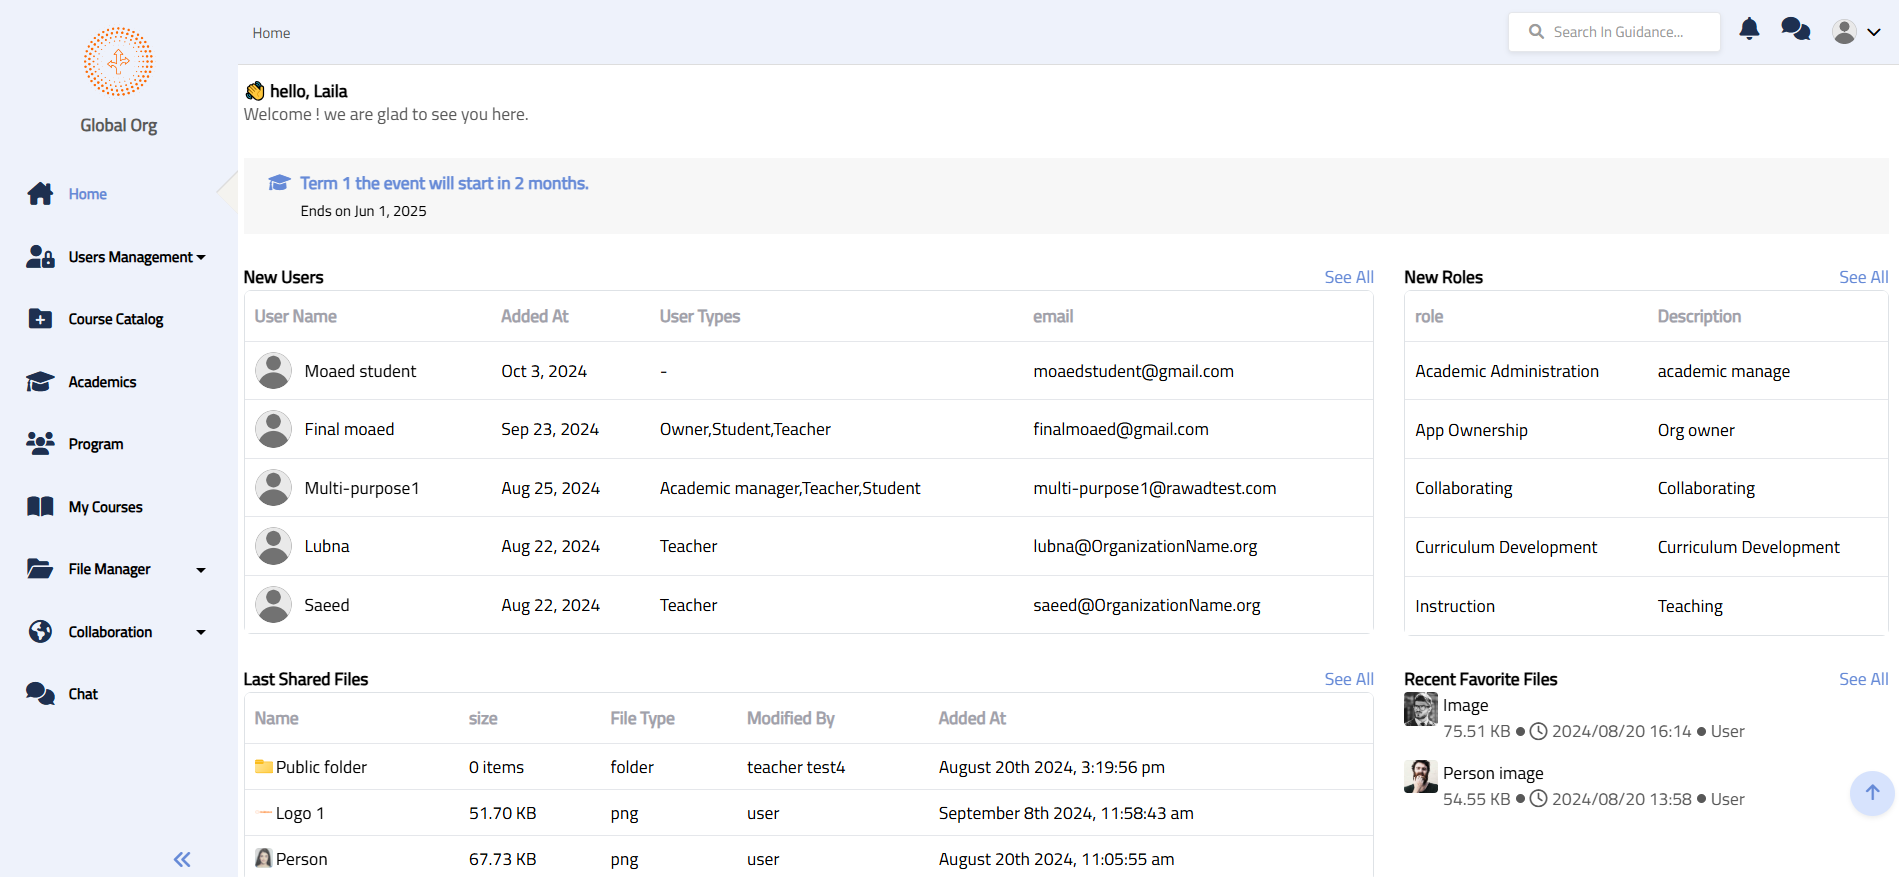 Global Org
Home
Users Management
Course Catalog
Academics
Program
My Courses
File Manager
Collaboration
Chat
Home
Search In Guidance...
hello, Laila
Welcome ! we are glad to see you here.
Term 1 the event will start in 2 months.
Ends on Jun 1, 2025
New Users See All
User Name Added At User Types email
Moaed student Oct 3, 2024 - moaedstudent@gmail.com
Final moaed Sep 23, 2024 Owner,Student,Teacher finalmoaed@gmail.com
Multi-purpose1 Aug 25, 2024 Academic manager,Teacher,Student multi-purpose1@rawadtest.com
Lubna Aug 22, 2024 Teacher lubna@OrganizationName.org
Saeed Aug 22, 2024 Teacher saeed@OrganizationName.org
New Roles See All
role Description
Academic Administration academic manage
App Ownership Org owner
Collaborating Collaborating
Curriculum Development Curriculum Development
Instruction Teaching
Last Shared Files See All
Name size File Type Modified By Added At
Public folder 0 items folder teacher test4 August 20th 2024, 3:19:56 pm
Logo 1 51.70 KB png user September 8th 2024, 11:58:43 am
Person 67.73 KB png user August 20th 2024, 11:05:55 am
Recent Favorite Files See All
Image
75.51 KB ● 2024/08/20 16:14 ● User
Person image
54.55 KB ● 2024/08/20 13:58 ● User